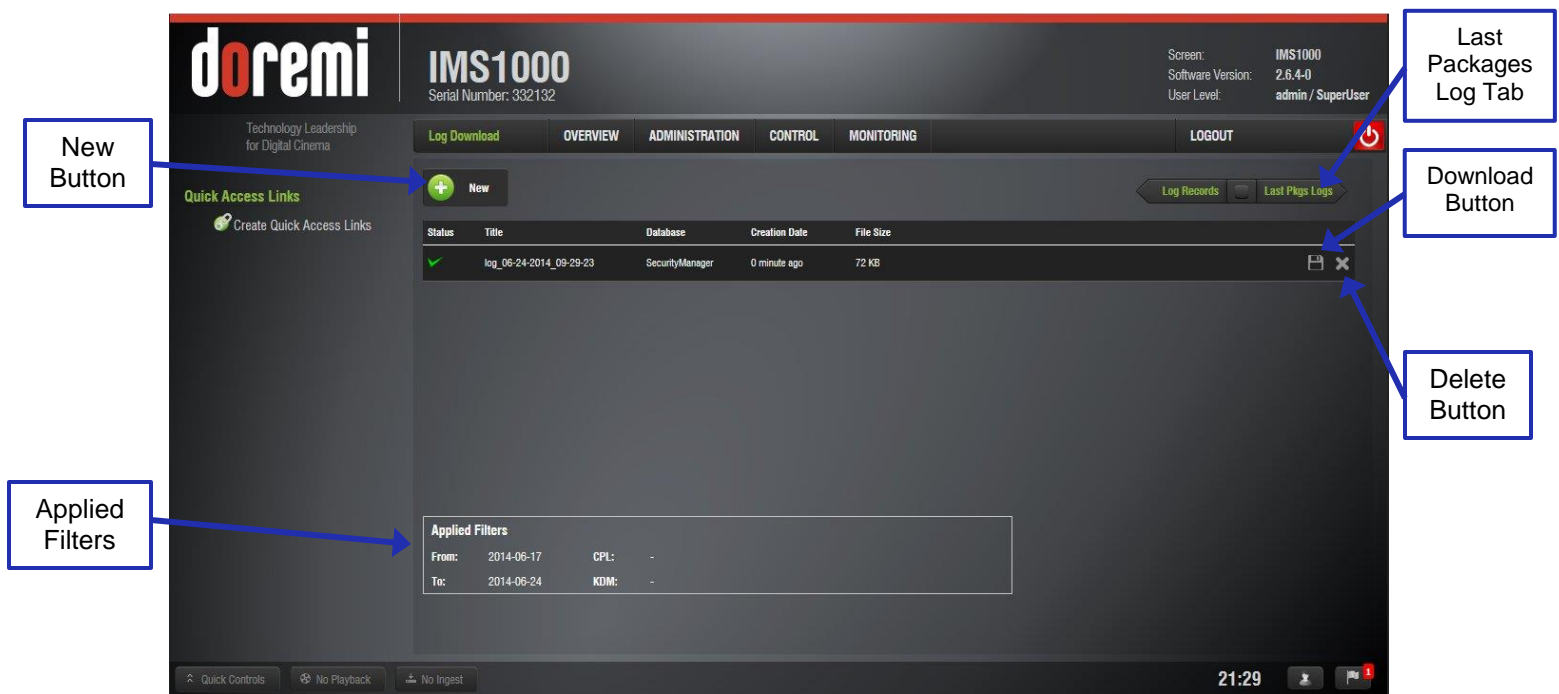 doremi
Technology Leadership
for Digital Cinema
IMS1000
Serial Number: 332132
Screen: IMS1000
Software Version: 2.6.4-0
User Level: admin / SuperUser
Last
Packages
Log Tab
New
Button
Log Download OVERVIEW ADMINISTRATION CONTROL MONITORING LOGOUT
Quick Access Links
Create Quick Access Links
New
Log Records Last Pkgs Logs
Download
Button
Status Title Database Creation Date File Size
log_06-24-2014_09-29-23 SecurityManager 0 minute ago 72 KB
Delete
Button
Applied
Filters
Applied Filters
From: 2014-06-17 CPL: -
To: 2014-06-24 KDM: -
Quick Controls No Playback No Ingest 21:29 1